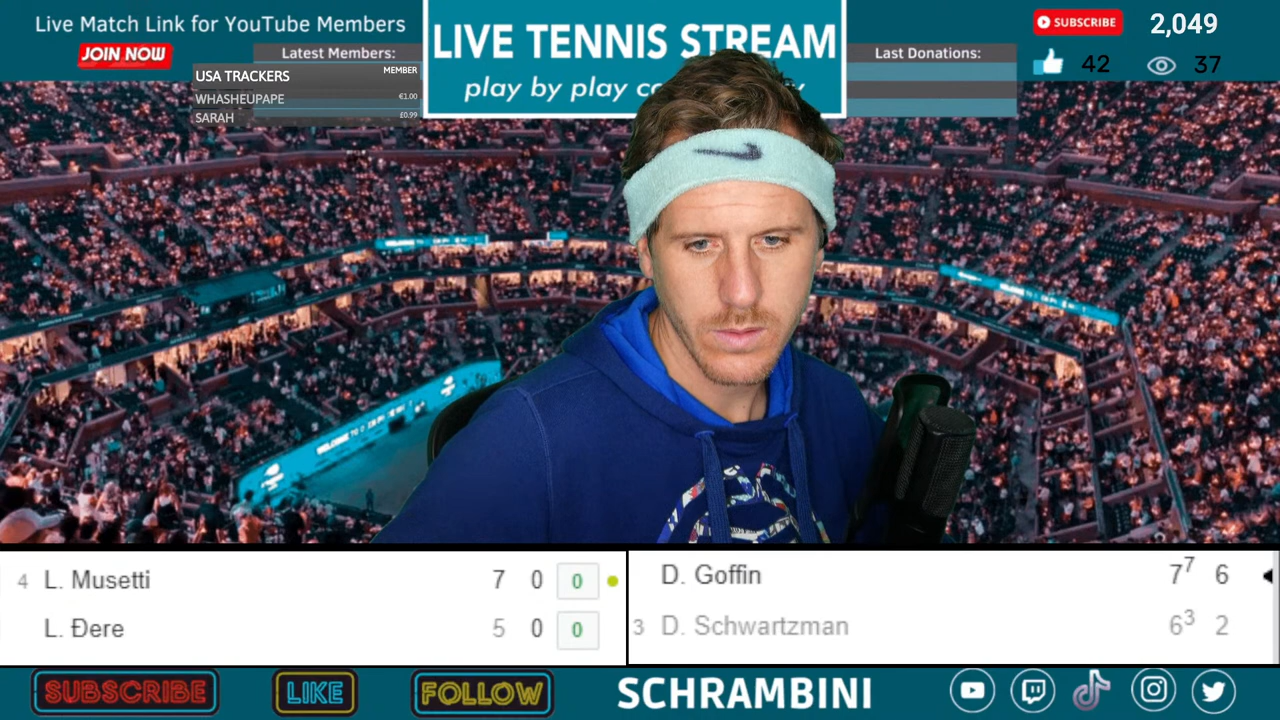 Live Match Link for YouTube Members
JOIN NOW
Latest Members:
USA TRACKERS MEMBER
WHASHEUPAPE €1.00
SARAH £0.99
LIVE TENNIS STREAM
play by play
Last Donations:
SUBSCRIBE 2,049
42 37
4 L. Musetti 7 0 0
L. Đere 5 0 0
D. Goffin 7⁷ 6
3 D. Schwartzman 6³ 2
SUBSCRIBE LIKE FOLLOW SCHRAMBINI